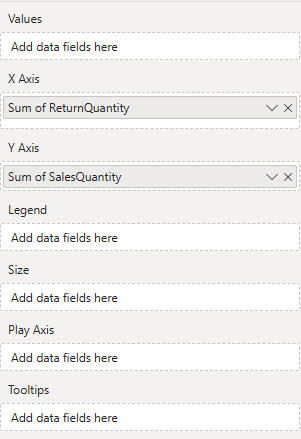 Values
Add data fields here
X Axis
Sum of ReturnQuantity
Y Axis
Sum of SalesQuantity
Legend
Add data fields here
Size
Add data fields here
Play Axis
Add data fields here
Tooltips
Add data fields here